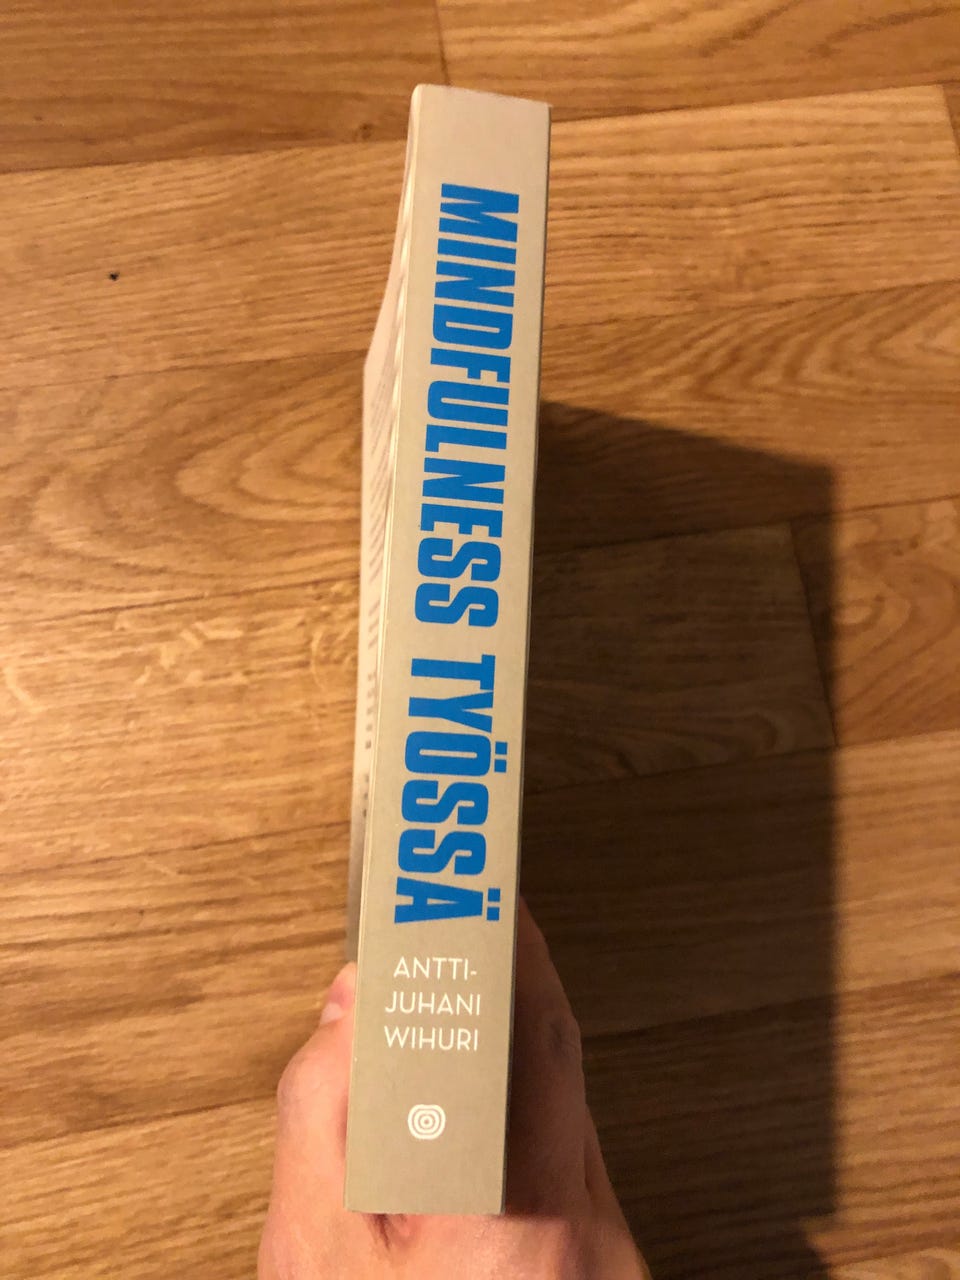 MINDFULNESS TYÖSSÄ
ANTTI-
JUHANI
WIHURI